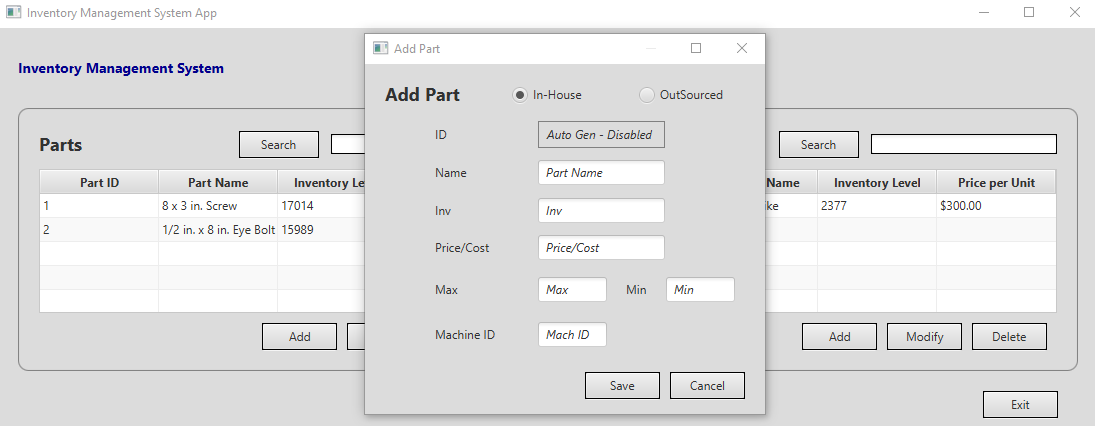 Inventory Management System App
Add Part
Inventory Management System
Add Part In-House OutSourced
ID Auto Gen - Disabled
Name Part Name
Inv Inv
Price/Cost Price/Cost
Max Max Min Min
Machine ID Mach ID
Save Cancel
Parts Search
Part ID Part Name Inventory
1 8 x 3 in. Screw 17014
2 1/2 in. x 8 in. Eye Bolt 15989
Add
Search
Name Inventory Level Price per Unit
2377 $300.00
Add Modify Delete
Exit